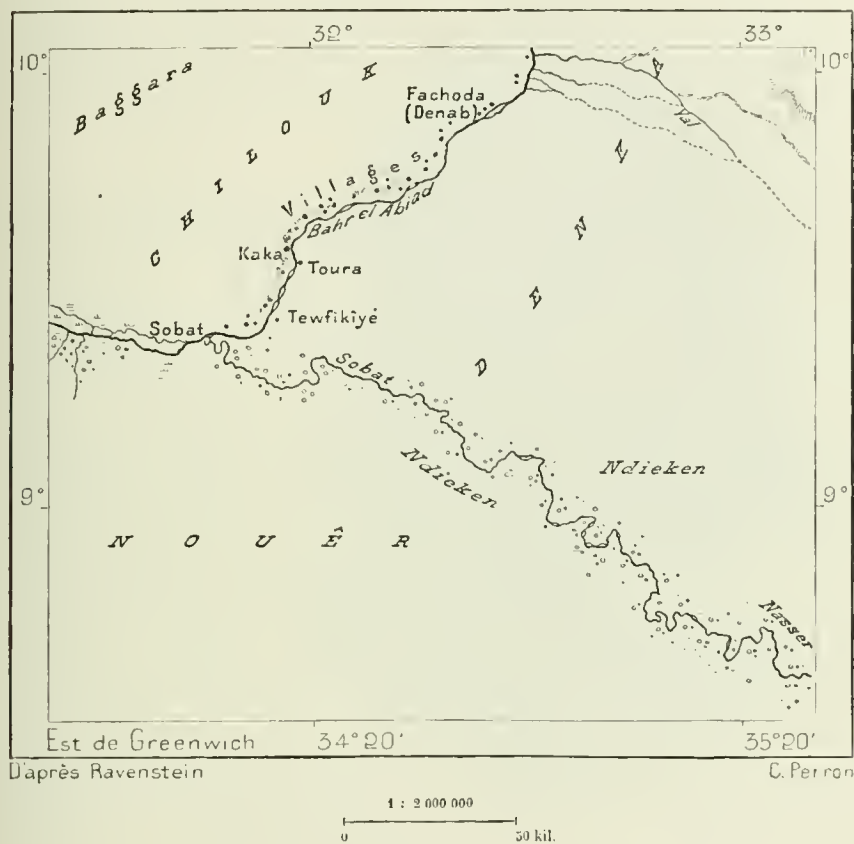 32° 33°
10° 10°
Baggara
CHILOUK
Fachoda
(Denab)
Yal
Villages
Bahr el Abiad
Kaka
Toura
Tewfikîyé
Sobat
Sobat
Ndieken
Ndieken
9° 9°
NOUÊR
Nasser
Est de Greenwich 34°20' 35°20'
D'après Ravenstein C. Perron
1 : 2 000 000
0 50 kil.